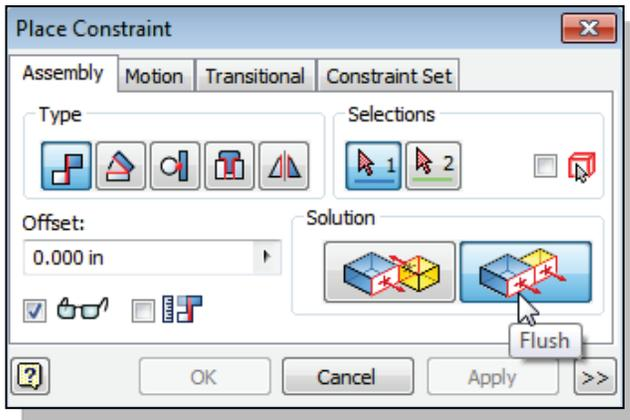 Place Constraint
Assembly Motion Transitional Constraint Set
Type Selections
1 2
Offset: Solution
0.000 in
Flush
? OK Cancel Apply >>